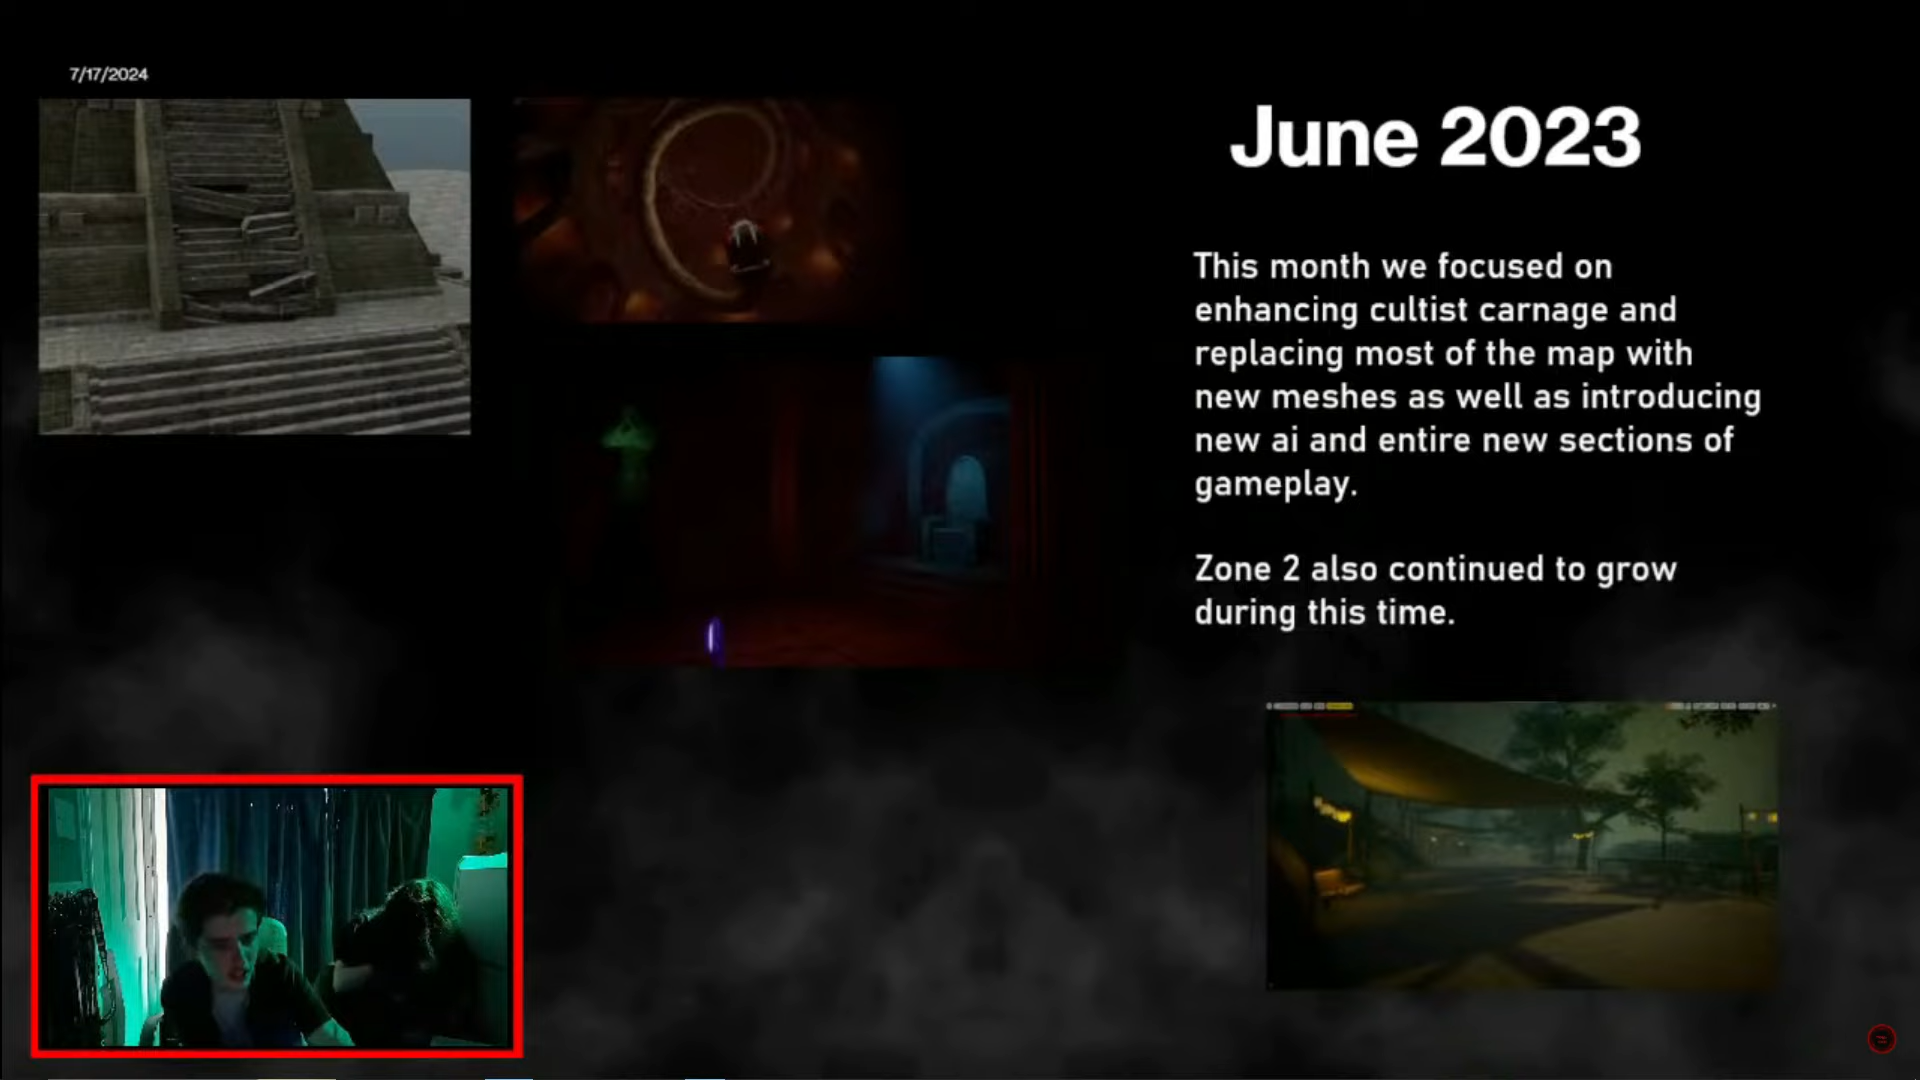 7/17/2024
June 2023
This month we focused on
enhancing cultist carnage and
replacing most of the map with
new meshes as well as introducing
new ai and entire new sections of
gameplay.
Zone 2 also continued to grow
during this time.